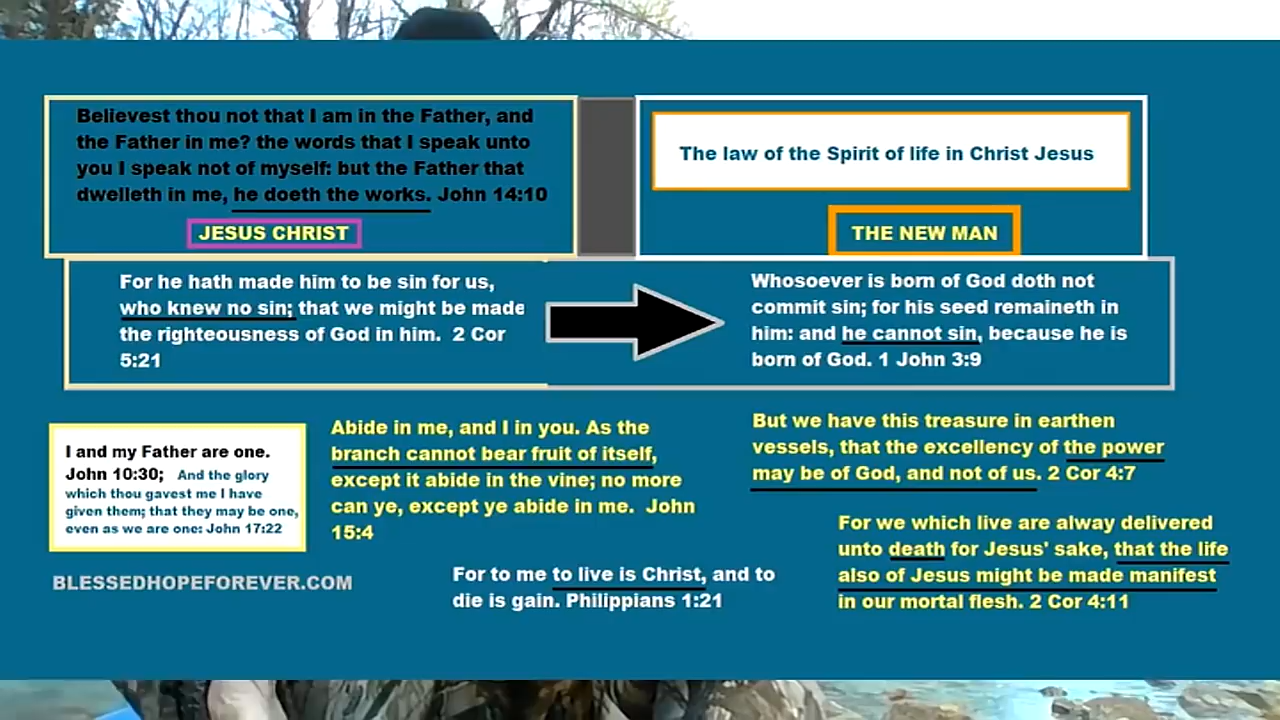 Believest thou not that I am in the Father, and
the Father in me? the words that I speak unto
you I speak not of myself: but the Father that
dwelleth in me, he doeth the works. John 14:10
JESUS CHRIST
The law of the Spirit of life in Christ Jesus
THE NEW MAN
For he hath made him to be sin for us,
who knew no sin; that we might be made
the righteousness of God in him. 2 Cor
5:21
Whosoever is born of God doth not
commit sin; for his seed remaineth in
him: and he cannot sin, because he is
born of God. 1 John 3:9
I and my Father are one.
John 10:30; And the glory
which thou gavest me I have
given them; that they may be one,
even as we are one: John 17:22
Abide in me, and I in you. As the
branch cannot bear fruit of itself,
except it abide in the vine; no more
can ye, except ye abide in me. John
15:4
But we have this treasure in earthen
vessels, that the excellency of the power
may be of God, and not of us. 2 Cor 4:7
For we which live are alway delivered
unto death for Jesus' sake, that the life
also of Jesus might be made manifest
in our mortal flesh. 2 Cor 4:11
BLESSEDHOPEFOREVER.COM
For to me to live is Christ, and to
die is gain. Philippians 1:21